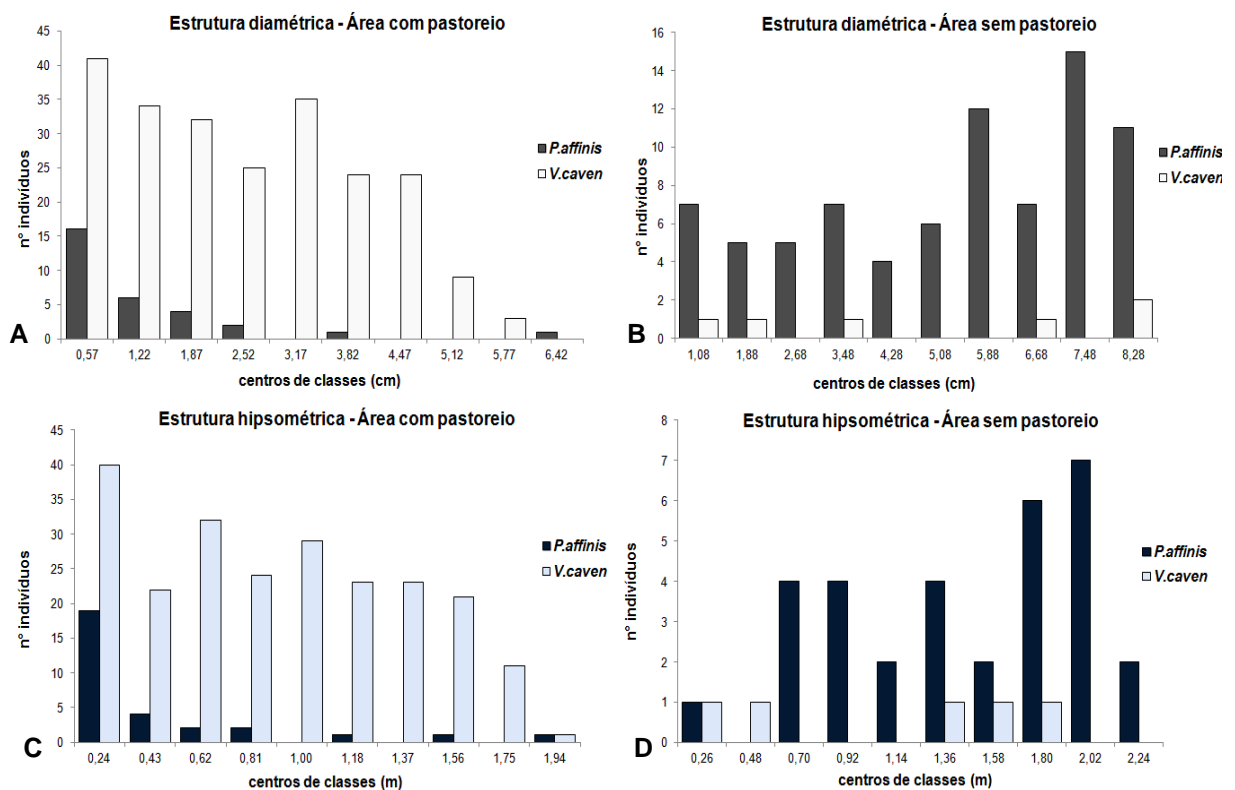 Estrutura diamétrica - Área com pastoreio
45
40
35
30
25
20
15
10
5
0
n° indivíduos
P.affinis
V.caven
A
0,57 1,22 1,87 2,52 3,17 3,82 4,47 5,12 5,77 6,42
centros de classes (cm)
Estrutura diamétrica - Área sem pastoreio
16
14
12
10
8
6
4
2
0
n° indivíduos
P.affinis
V.caven
B
1,08 1,88 2,68 3,48 4,28 5,08 5,88 6,68 7,48 8,28
centros de classes (cm)
Estrutura hipsométrica - Área com pastoreio
45
40
35
30
25
20
15
10
5
0
n° indivíduos
P.affinis
V.caven
C
0,24 0,43 0,62 0,81 1,00 1,18 1,37 1,56 1,75 1,94
centros de classes (m)
Estrutura hipsométrica - Área sem pastoreio
8
7
6
5
4
3
2
1
0
n° indivíduos
P.affinis
V.caven
D
0,26 0,48 0,70 0,92 1,14 1,36 1,58 1,80 2,02 2,24
centros de classes (m)